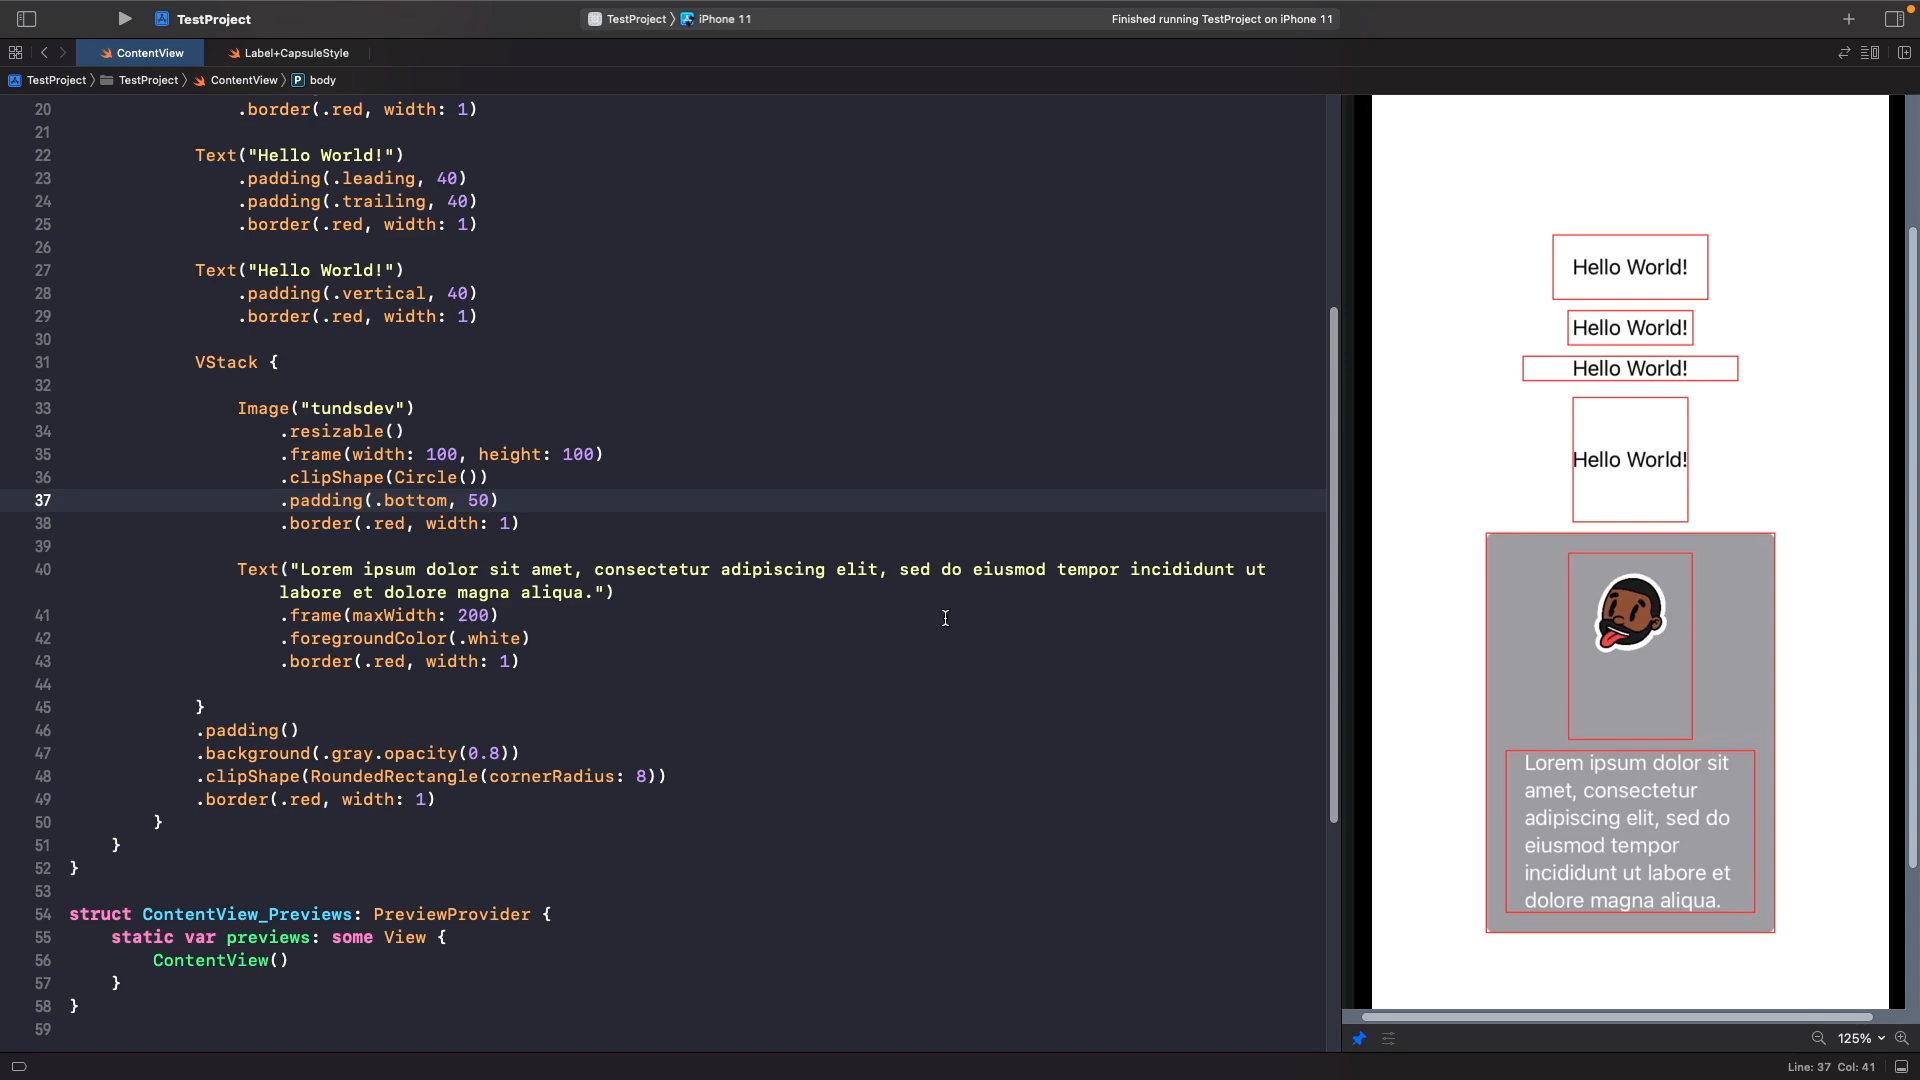 TestProject
TestProject 〉 iPhone 11
Finished running TestProject on iPhone 11
ContentView
Label+CapsuleStyle
TestProject 〉 TestProject 〉 ContentView 〉 P body
20 .border(.red, width: 1)
21
22 Text("Hello World!")
23 .padding(.leading, 40)
24 .padding(.trailing, 40)
25 .border(.red, width: 1)
26
27 Text("Hello World!")
28 .padding(.vertical, 40)
29 .border(.red, width: 1)
30
31 VStack {
32
33 Image("tundsdev")
34 .resizable()
35 .frame(width: 100, height: 100)
36 .clipShape(Circle())
37 .padding(.bottom, 50)
38 .border(.red, width: 1)
39
40 Text("Lorem ipsum dolor sit amet, consectetur adipiscing elit, sed do eiusmod tempor incididunt ut
labore et dolore magna aliqua.")
41 .frame(maxWidth: 200)
42 .foregroundColor(.white)
43 .border(.red, width: 1)
44
45 }
46 .padding()
47 .background(.gray.opacity(0.8))
48 .clipShape(RoundedRectangle(cornerRadius: 8))
49 .border(.red, width: 1)
50 }
51 }
52 }
53
54 struct ContentView_Previews: PreviewProvider {
55 static var previews: some View {
56 ContentView()
57 }
58 }
59
Hello World!
Hello World!
Hello World!
Hello World!
Lorem ipsum dolor sit
amet, consectetur
adipiscing elit, sed do
eiusmod tempor
incididunt ut labore et
dolore magna aliqua.
125%
Line: 37 Col: 41